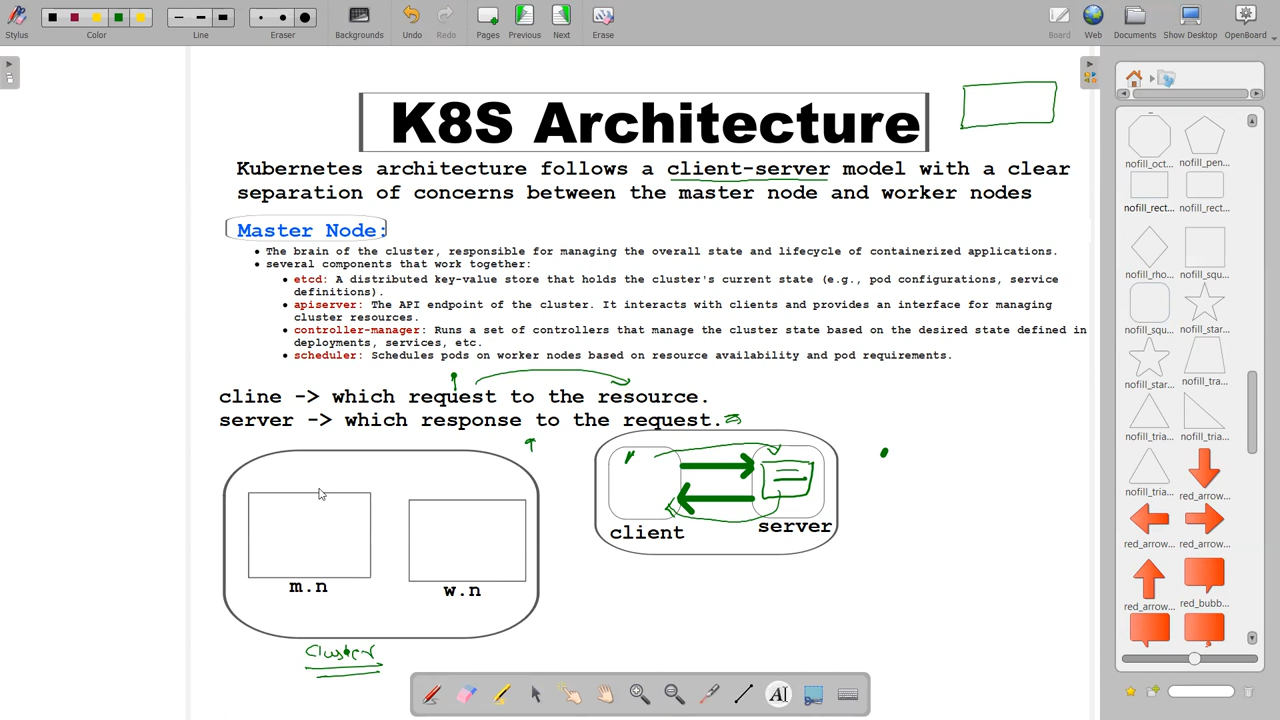 Stylus
Color
Line
Eraser
Backgrounds
Undo
Redo
Pages
Previous
Next
Erase
Board
Web
Documents
Show Desktop
OpenBoard
K8S Architecture
Kubernetes architecture follows a client-server model with a clear
separation of concerns between the master node and worker nodes
Master Node:
The brain of the cluster, responsible for managing the overall state and lifecycle of containerized applications.
several components that work together:
etcd: A distributed key-value store that holds the cluster's current state (e.g., pod configurations, service
definitions).
apiserver: The API endpoint of the cluster. It interacts with clients and provides an interface for managing
cluster resources.
controller-manager: Runs a set of controllers that manage the cluster state based on the desired state defined in
deployments, services, etc.
scheduler: Schedules pods on worker nodes based on resource availability and pod requirements.
cline -> which request to the resource.
server -> which response to the request.
client
server
m.n
w.n
Cluster
nofill_oct...
nofill_pen...
nofill_rect...
nofill_rect...
nofill_rho...
nofill_squ...
nofill_squ...
nofill_star...
nofill_star...
nofill_tra...
nofill_tria...
nofill_tria...
nofill_tria...
red_arrow...
red_arrow...
red_arrow...
red_arrow...
red_bubb...
AI